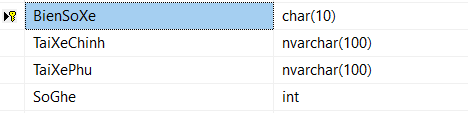 BienSoXe char(10)
TaiXeChinh nvarchar(100)
TaiXePhu nvarchar(100)
SoGhe int